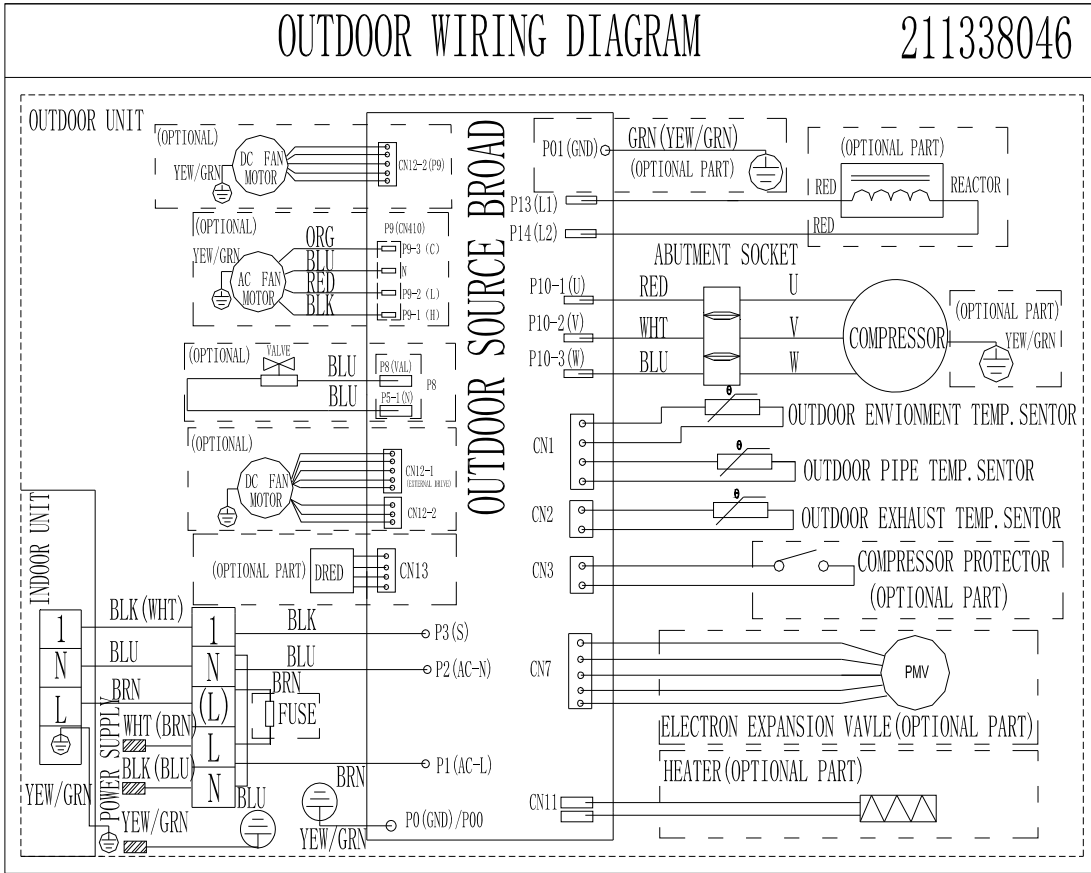 OUTDOOR WIRING DIAGRAM
211338046
OUTDOOR UNIT
(OPTIONAL)
DC FAN
MOTOR
YEW/GRN
CN12-2(P9)
(OPTIONAL)
YEW/GRN
AC FAN
MOTOR
ORG
BLU
RED
BLK
P9(CN410)
P9-3 (C)
N
P9-2 (L)
P9-1 (H)
(OPTIONAL)
VALVE
BLU
BLU
P8(VAL)
P5-1(N)
P8
(OPTIONAL)
DC FAN
MOTOR
CN12-1
(EXTERNAL DRIVE)
CN12-2
(OPTIONAL PART)
DRED
CN13
INDOOR UNIT
1
N
L
BLK(WHT)
BLU
BRN
WHT(BRN)
BLK(BLU)
YEW/GRN
POWER SUPPLY
YEW/GRN
1
N
(L)
L
N
BLK
BLU
BRN
FUSE
BLU
BRN
YEW/GRN
P3(S)
P2(AC-N)
P1(AC-L)
P0(GND)/P00
OUTDOOR SOURCE BROAD
P01(GND)
GRN(YEW/GRN)
(OPTIONAL PART)
(OPTIONAL PART)
RED
REACTOR
RED
P13(L1)
P14(L2)
ABUTMENT SOCKET
P10-1(U)
RED
U
P10-2(V)
WHT
V
P10-3(W)
BLU
W
COMPRESSOR
(OPTIONAL PART)
YEW/GRN
CN1
θ
OUTDOOR ENVIONMENT TEMP.SENTOR
θ
OUTDOOR PIPE TEMP.SENTOR
CN2
θ
OUTDOOR EXHAUST TEMP.SENTOR
CN3
COMPRESSOR PROTECTOR
(OPTIONAL PART)
CN7
PMV
ELECTRON EXPANSION VAVLE(OPTIONAL PART)
HEATER(OPTIONAL PART)
CN11